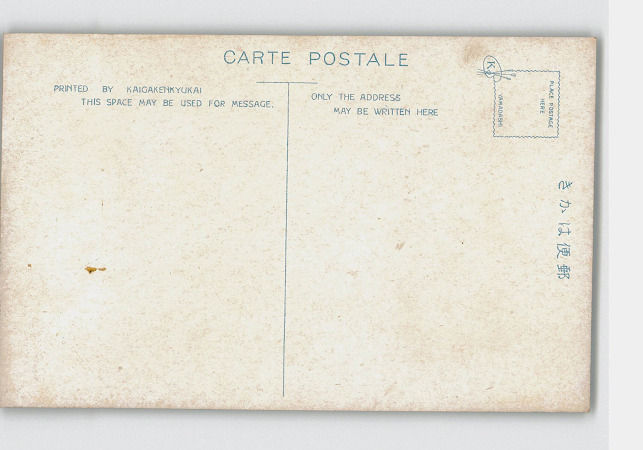 CARTE POSTALE
PRINTED BY KAIGAKENKYUKAI
THIS SPACE MAY BE USED FOR MESSAGE.
ONLY THE ADDRESS
MAY BE WRITTEN HERE
K
PLACE POSTAGE
HERE
YAMADASHI
きかは便郵